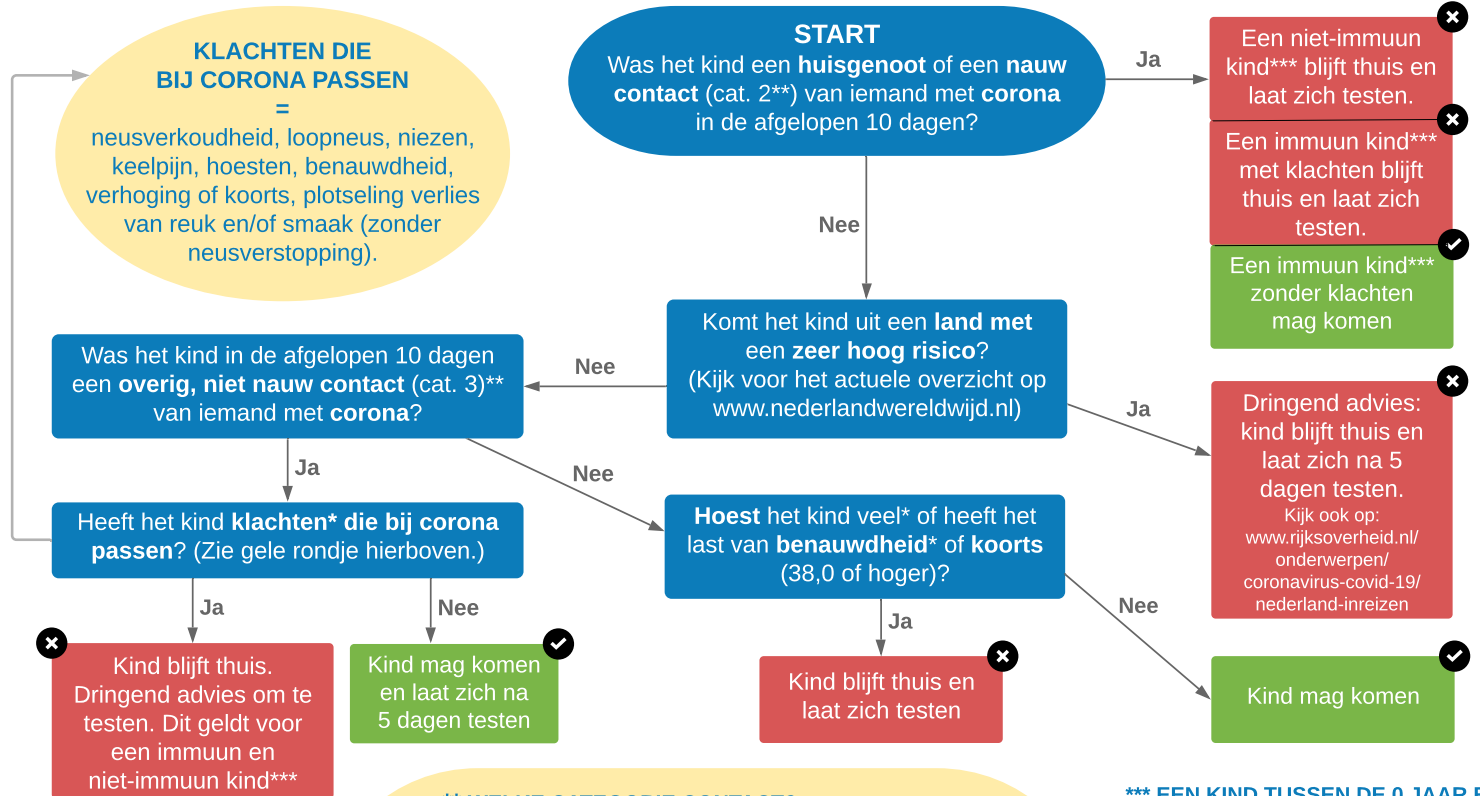 KLACHTEN DIE
BIJ CORONA PASSEN
=
neusverkoudheid, loopneus, niezen,
keelpijn, hoesten, benauwdheid,
verhoging of koorts, plotseling verlies
van reuk en/of smaak (zonder
neusverstopping).
START
Was het kind een huisgenoot of een nauw
contact (cat. 2**) van iemand met corona
in de afgelopen 10 dagen?
Ja
Een niet-immuun
kind*** blijft thuis en
laat zich testen.
Een immuun kind***
met klachten blijft
thuis en laat zich
testen.
Een immuun kind***
zonder klachten
mag komen
Nee
Komt het kind uit een land met
een zeer hoog risico?
(Kijk voor het actuele overzicht op
www.nederlandwereldwijd.nl)
Ja
Dringend advies:
kind blijft thuis en
laat zich na 5
dagen testen.
Kijk ook op:
www.rijksoverheid.nl/
onderwerpen/
coronavirus-covid-19/
nederland-inreizen
Nee
Was het kind in de afgelopen 10 dagen
een overig, niet nauw contact (cat. 3)**
van iemand met corona?
Ja
Nee
Heeft het kind klachten* die bij corona
passen? (Zie gele rondje hierboven.)
Ja
Nee
Kind blijft thuis.
Dringend advies om te
testen. Dit geldt voor
een immuun en
niet-immuun kind***
Kind mag komen
en laat zich na
5 dagen testen
Hoest het kind veel* of heeft het
last van benauwdheid* of koorts
(38,0 of hoger)?
Ja
Nee
Kind blijft thuis en
laat zich testen
Kind mag komen
** WELKE CATEGORIE CONTACT?
*** EEN KIND TUSSEN DE 0 JAAR